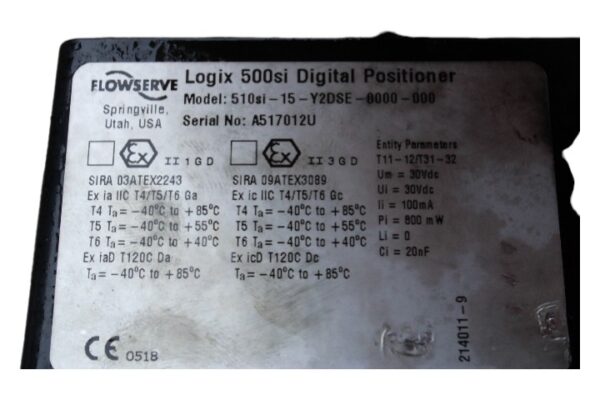 FLOWSERVE
Logix 500si Digital Positioner
Model: 510si-15-Y2DSE-0000-000
Springville,
Utah, USA
Serial No: A517012U
Ex II 1 G D
SIRA 03ATEX2243
Ex ia IIC T4/T5/T6 Ga
T4 Ta = -40°C to +85°C
T5 Ta = -40°C to +55°C
T6 Ta = -40°C to +40°C
Ex iaD T120C Da
Ta = -40°C to +85°C
Ex II 3 G D
SIRA 09ATEX3089
Ex ic IIC T4/T5/T6 Gc
T4 Ta = -40°C to +85°C
T5 Ta = -40°C to +55°C
T6 Ta = -40°C to +40°C
Ex icD T120C Dc
Ta = -40°C to +85°C
Entity Parameters
T11-12/T31-32
Um = 30Vdc
Ui = 30Vdc
Ii = 100mA
Pi = 800 mW
Li = 0
Ci = 20nF
CE 0518
214011-9